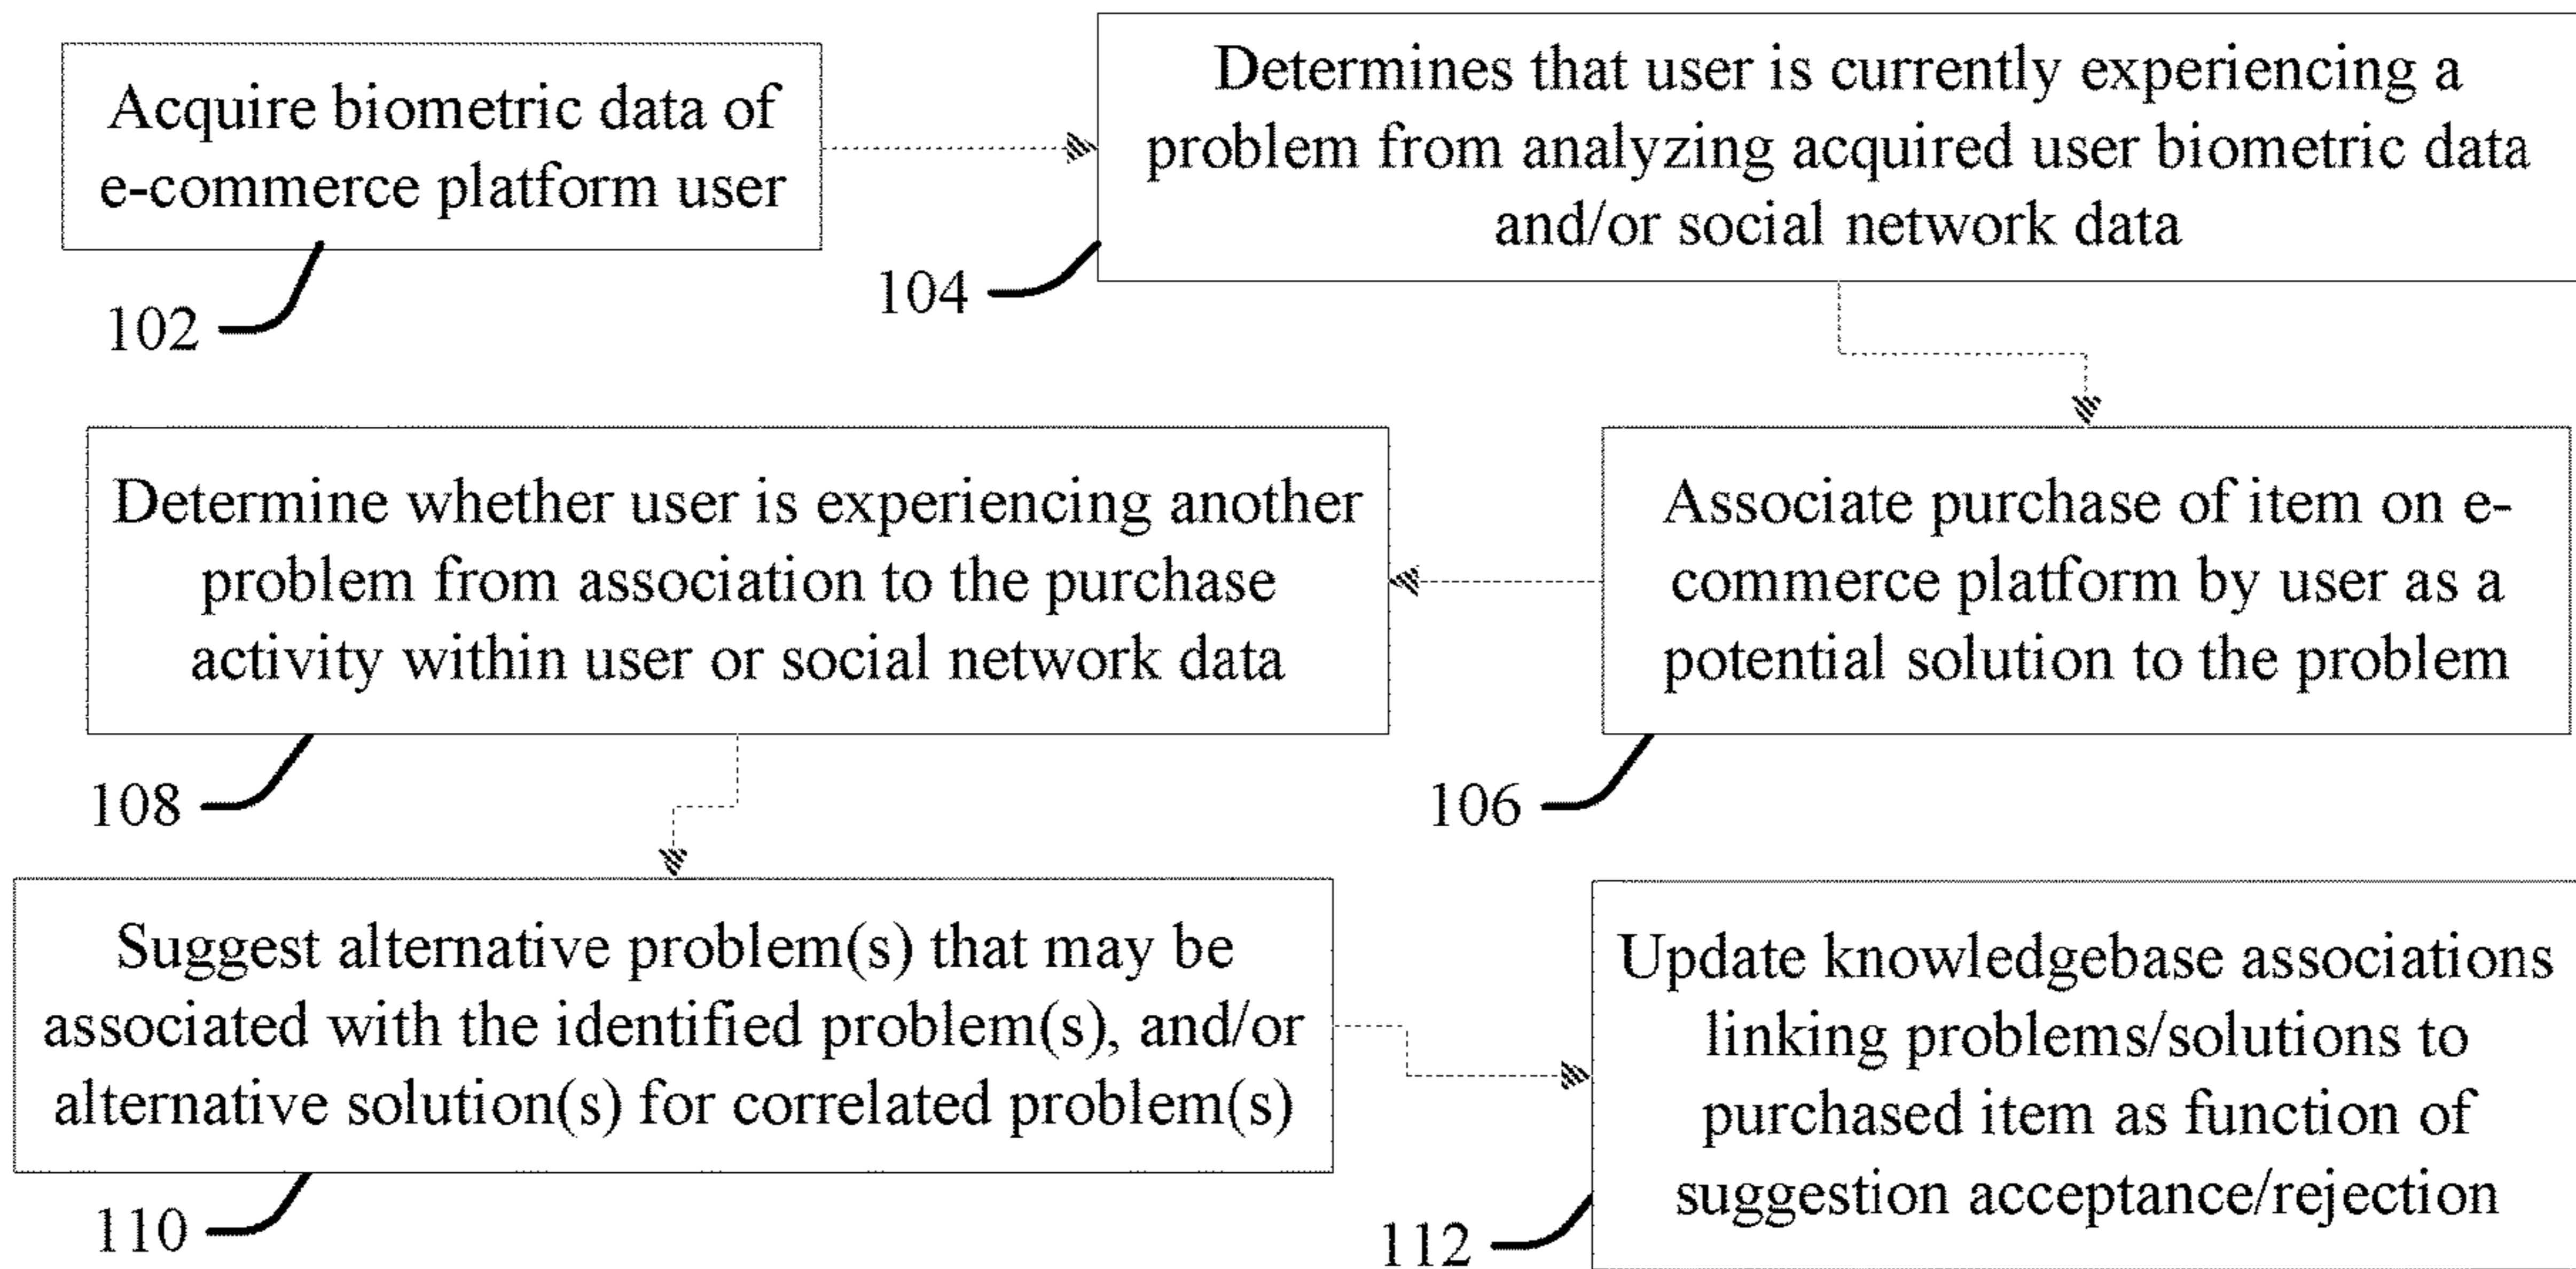 Acquire biometric data of
e-commerce platform user
102
Determines that user is currently experiencing a
problem from analyzing acquired user biometric data
and/or social network data
104
Associate purchase of item on e-
commerce platform by user as a
potential solution to the problem
106
Determine whether user is experiencing another
problem from association to the purchase
activity within user or social network data
108
Suggest alternative problem(s) that may be
associated with the identified problem(s), and/or
alternative solution(s) for correlated problem(s)
110
Update knowledgebase associations
linking problems/solutions to
purchased item as function of
suggestion acceptance/rejection
112